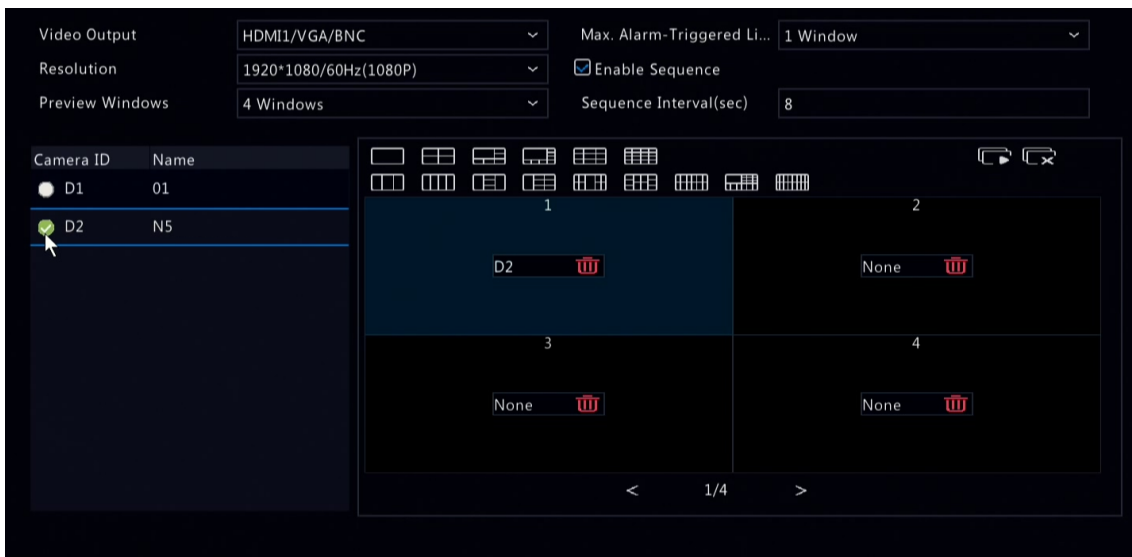 Video Output HDMI1/VGA/BNC Max. Alarm-Triggered Li... 1 Window
Resolution 1920*1080/60Hz(1080P) Enable Sequence
Preview Windows 4 Windows Sequence Interval(sec) 8
Camera ID Name
D1 01
D2 N5
1 2
D2 None
3 4
None None
< 1/4 >